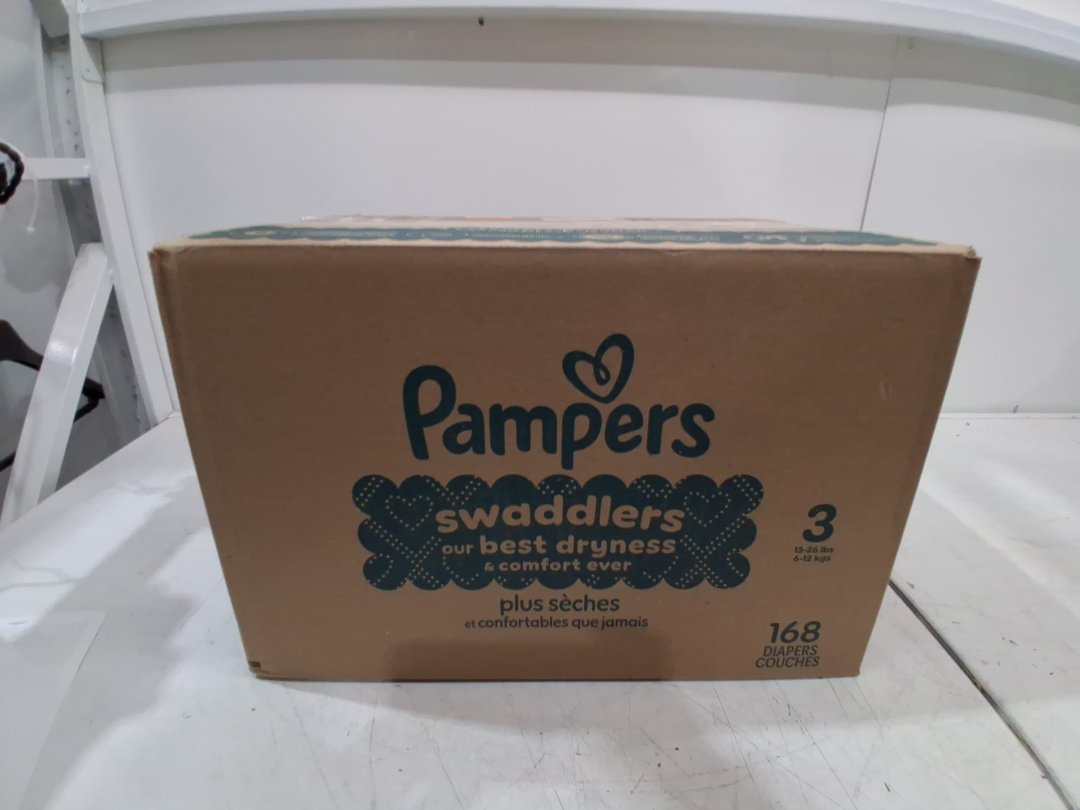 Pampers
swaddlers
our best dryness
& comfort ever
plus sèches
et confortables que jamais
3
13-26 lbs
6-12 kgs
168
DIAPERS
COUCHES